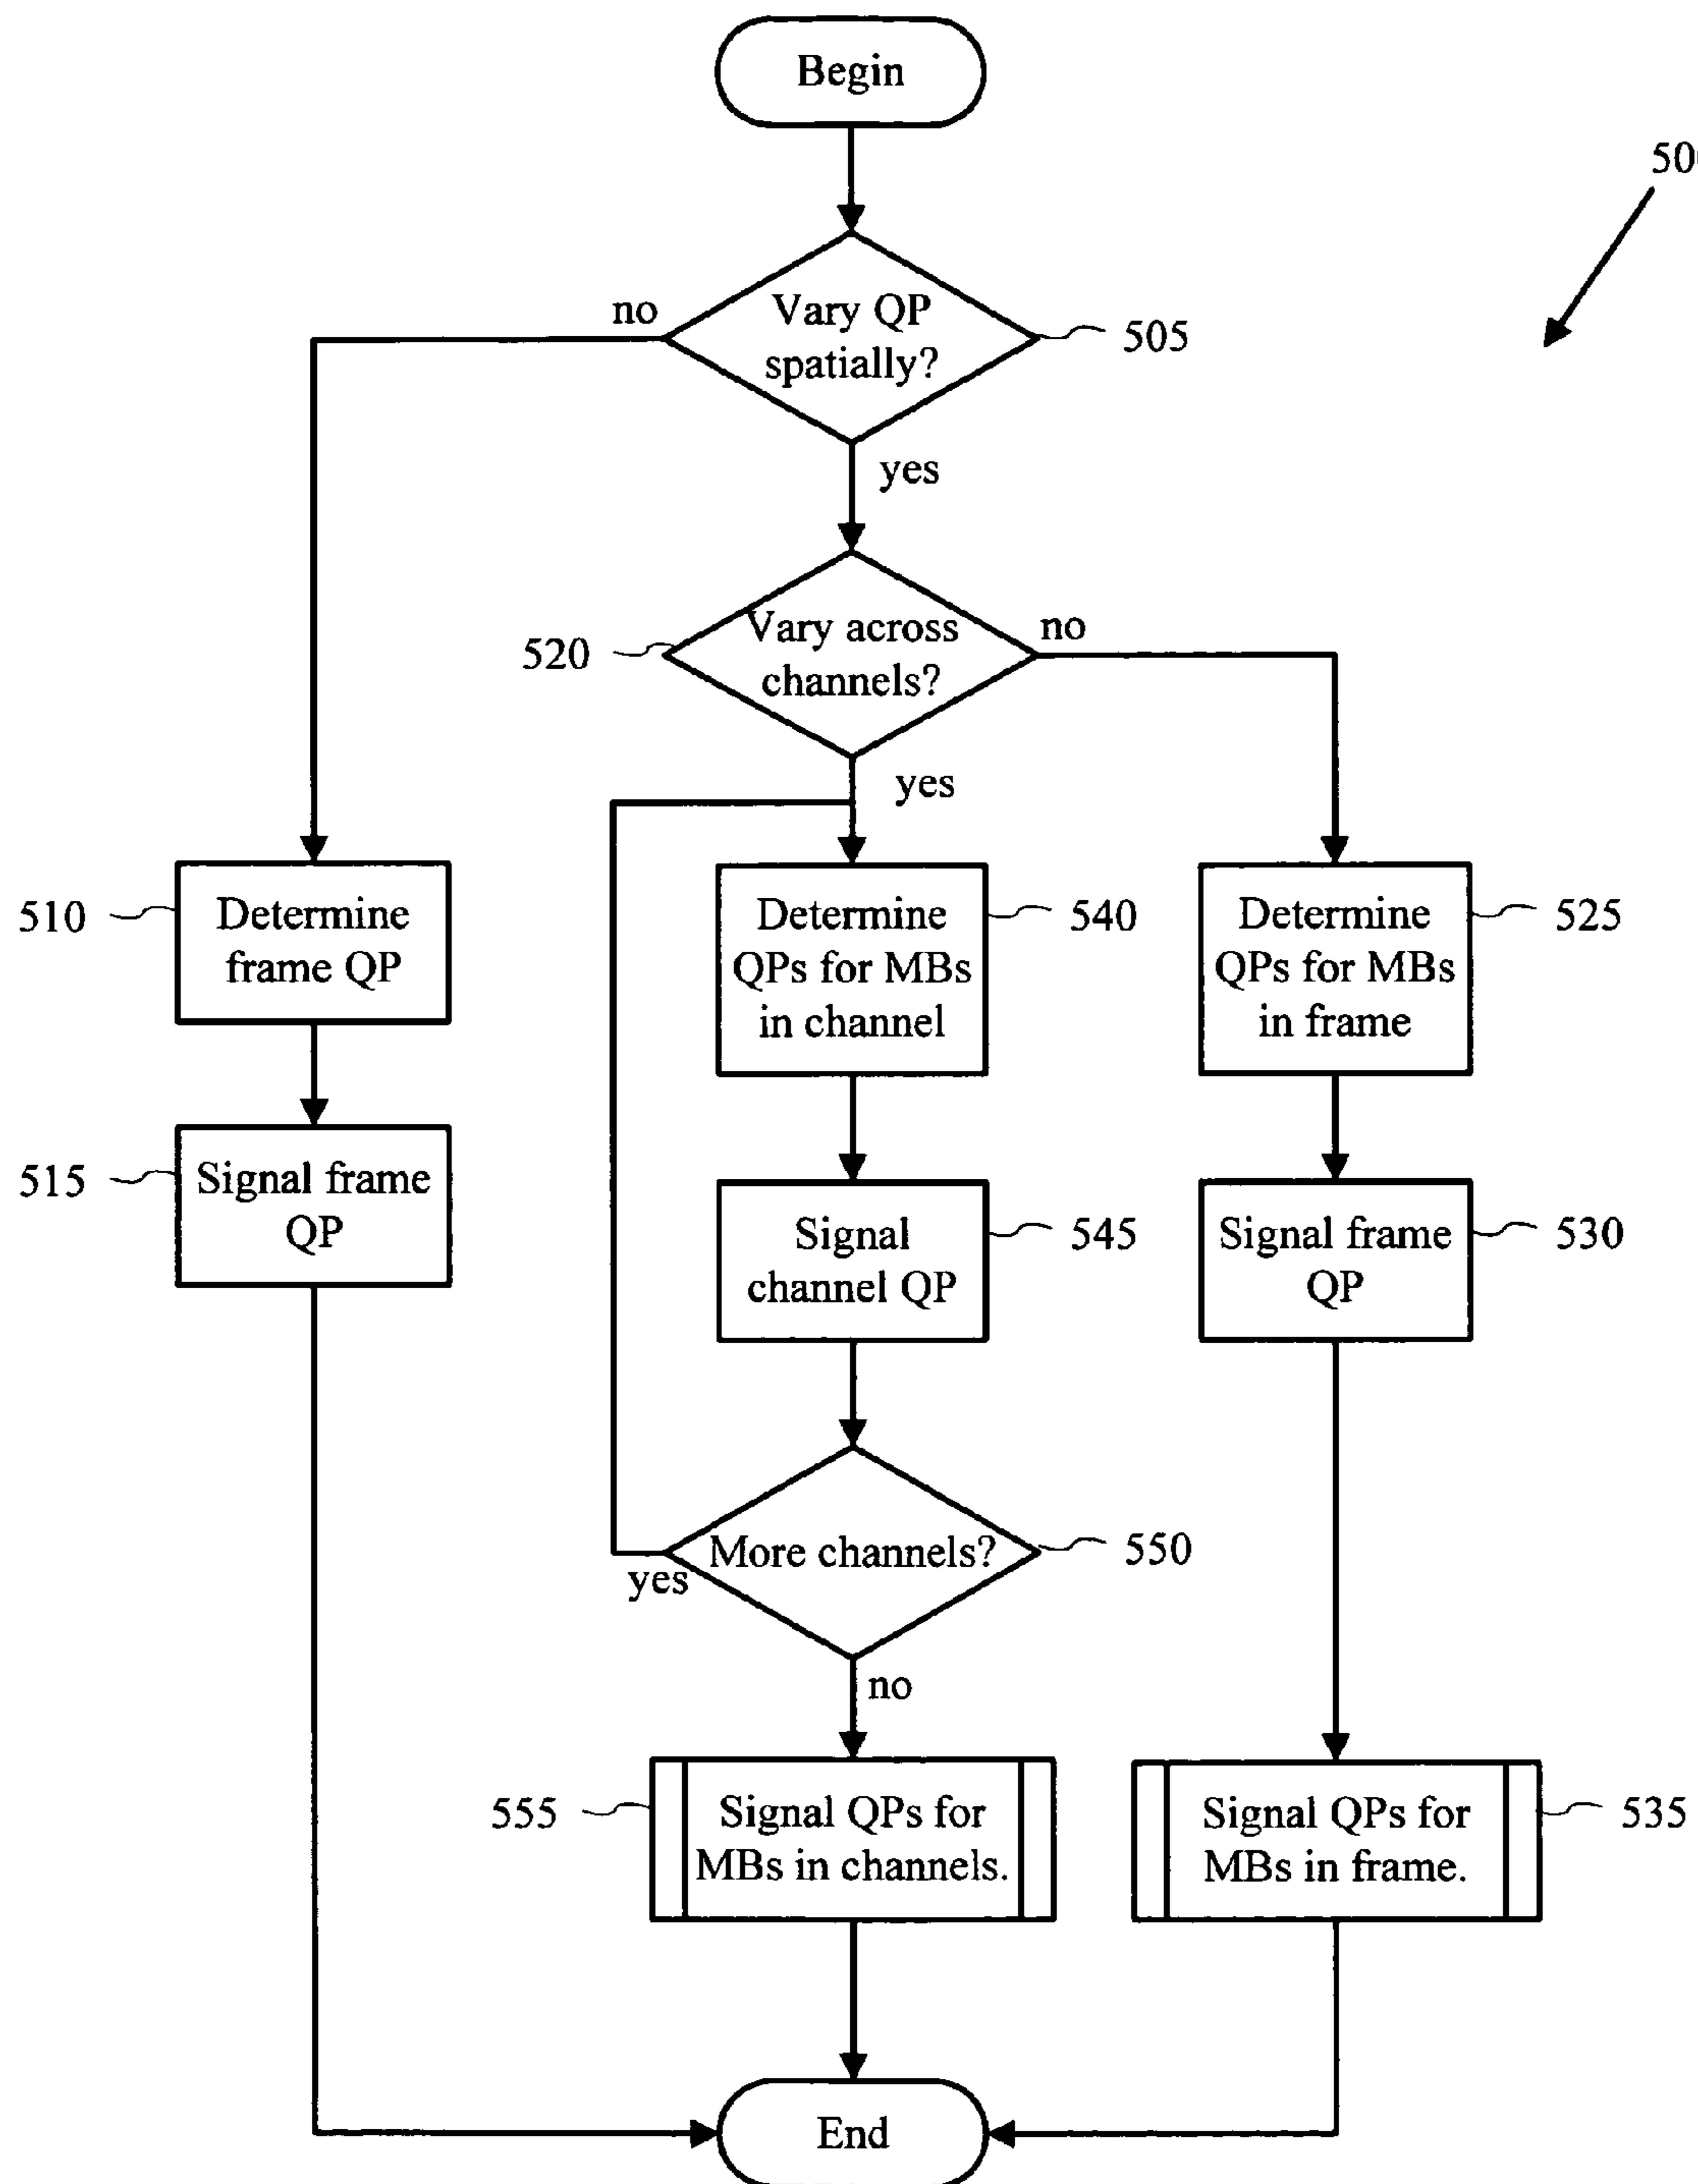 Begin
50
no
Vary QP
spatially?
505
yes
520
Vary across
channels?
no
yes
510
Determine
frame QP
Determine
QPs for MBs
in channel
540
Determine
QPs for MBs
in frame
525
515
Signal frame
QP
Signal
channel QP
545
Signal frame
QP
530
More channels?
550
yes
no
555
Signal QPs for
MBs in channels.
Signal QPs for
MBs in frame.
535
End